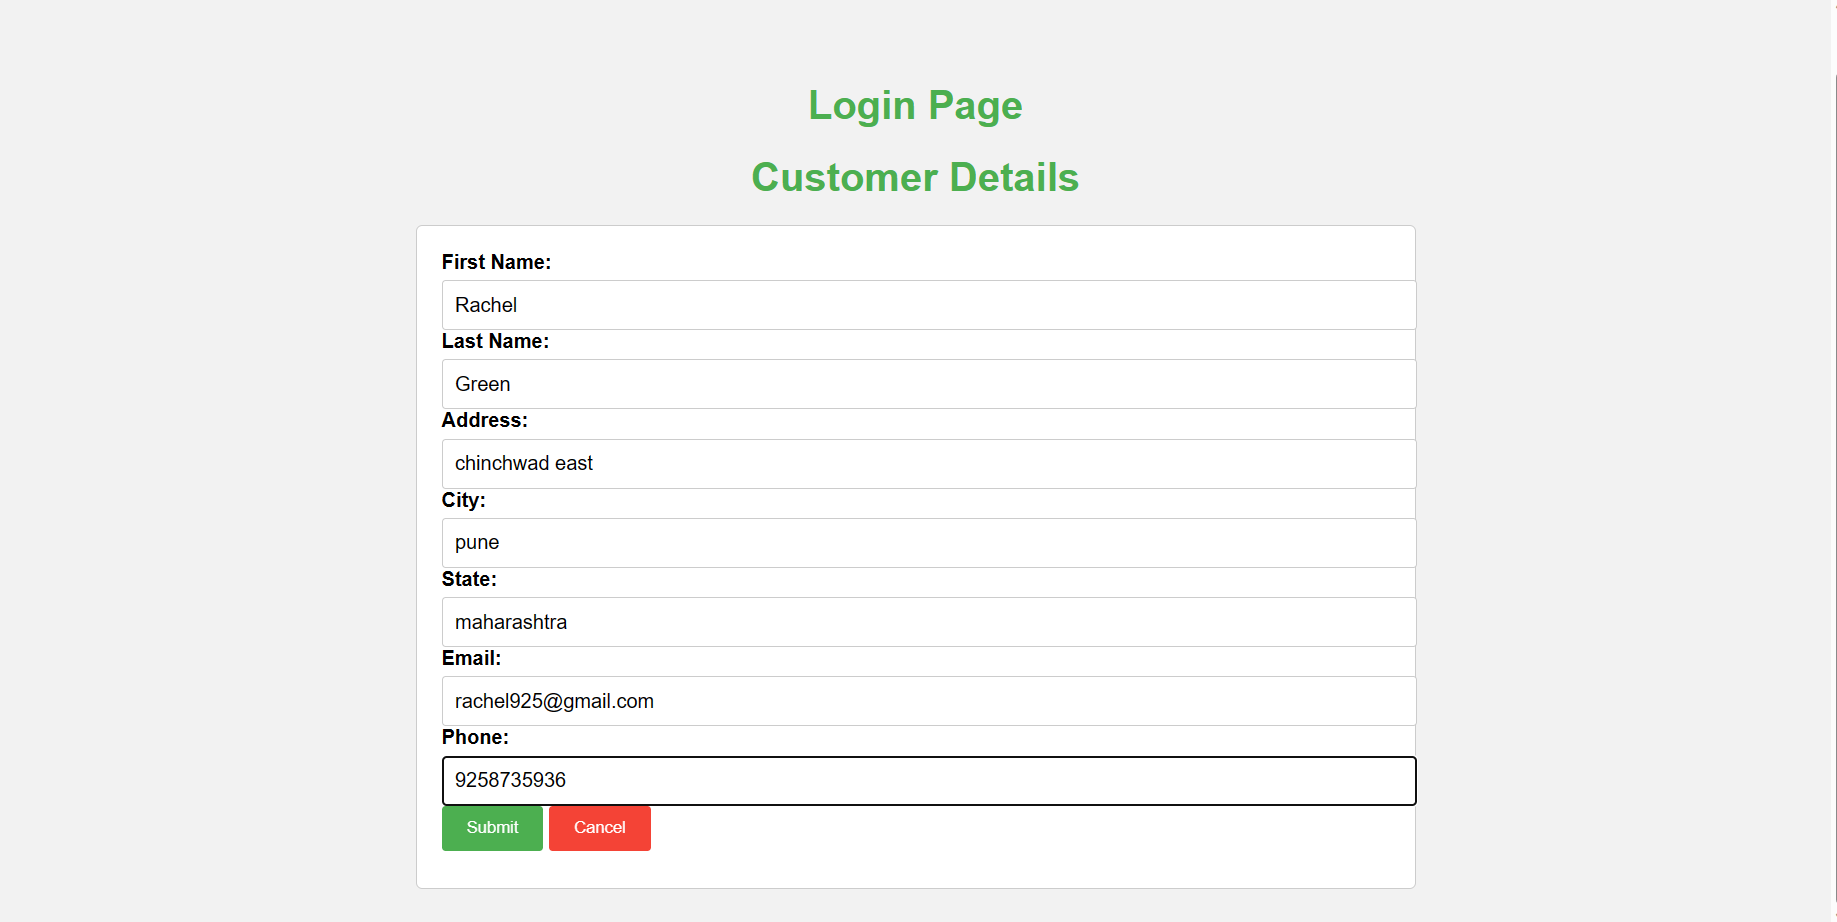 Login Page
Customer Details
First Name:
Rachel
Last Name:
Green
Address:
chinchwad east
City:
pune
State:
maharashtra
Email:
rachel925@gmail.com
Phone:
9258735936
Submit Cancel